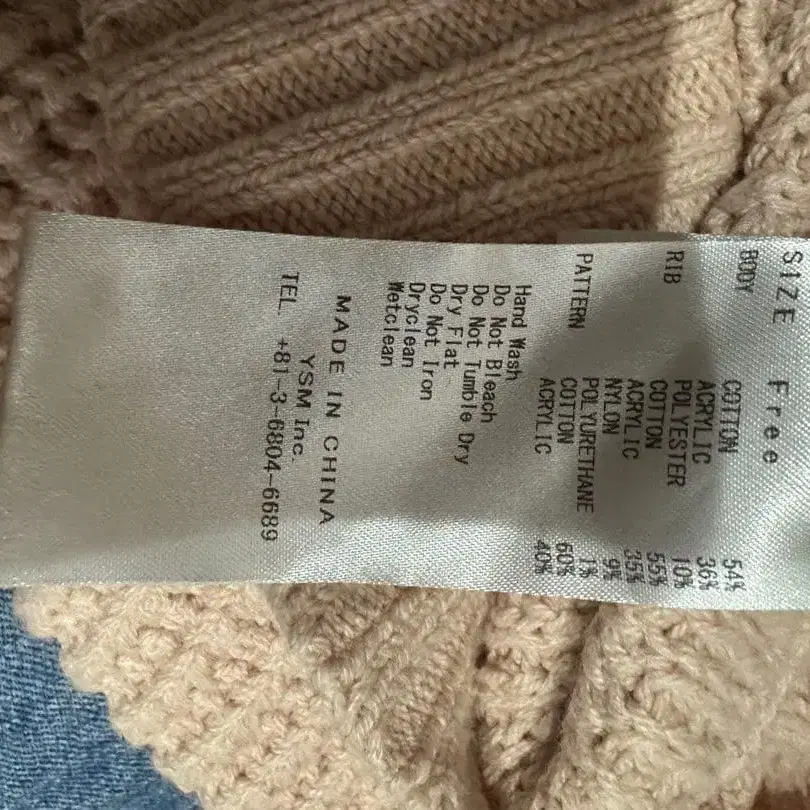 SIZE Free
BODY COTTON 54%
ACRYLIC 36%
POLYESTER 10%
RIB COTTON 55%
ACRYLIC 35%
NYLON 9%
POLYURETHANE 1%
PATTERN COTTON 60%
ACRYLIC 40%
Hand Wash
Do Not Bleach
Do Not Tumble Dry
Dry Flat
Do Not Iron
Dryclean
Wetclean
MADE IN CHINA
YSM Inc.
TEL. +81-3-6804-6689